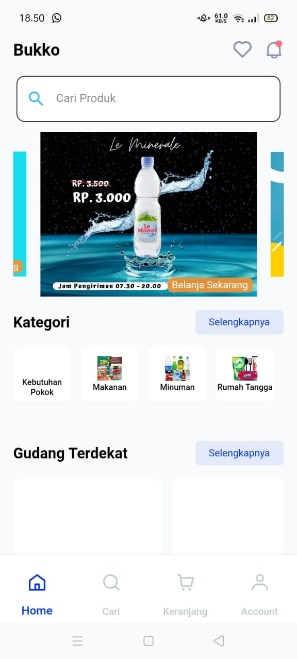 18.50
61.0
KB/S
82
Bukko
Cari Produk
Le Minerale
RP. 3.500
RP. 3.000
Jam Pengiriman 07.30 - 20.00
Belanja Sekarang
g
Kategori
Selengkapnya
Kebutuhan
Pokok
Makanan
Minuman
Rumah Tangga
Gudang Terdekat
Selengkapnya
Home
Cari
Keranjang
Account